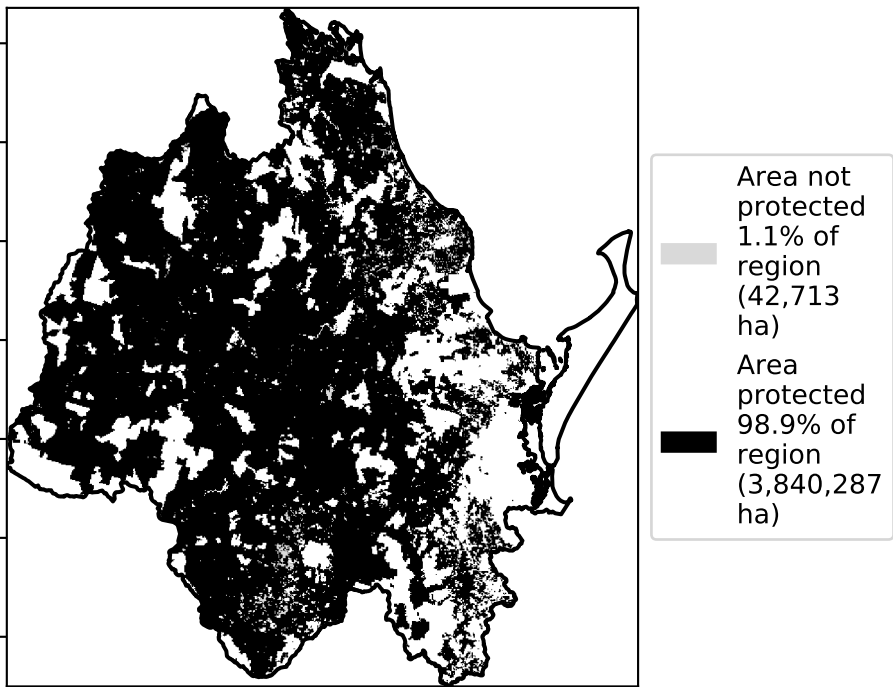 Area not
protected
1.1% of
region
(42,713
ha)
Area
protected
98.9% of
region
(3,840,287
ha)